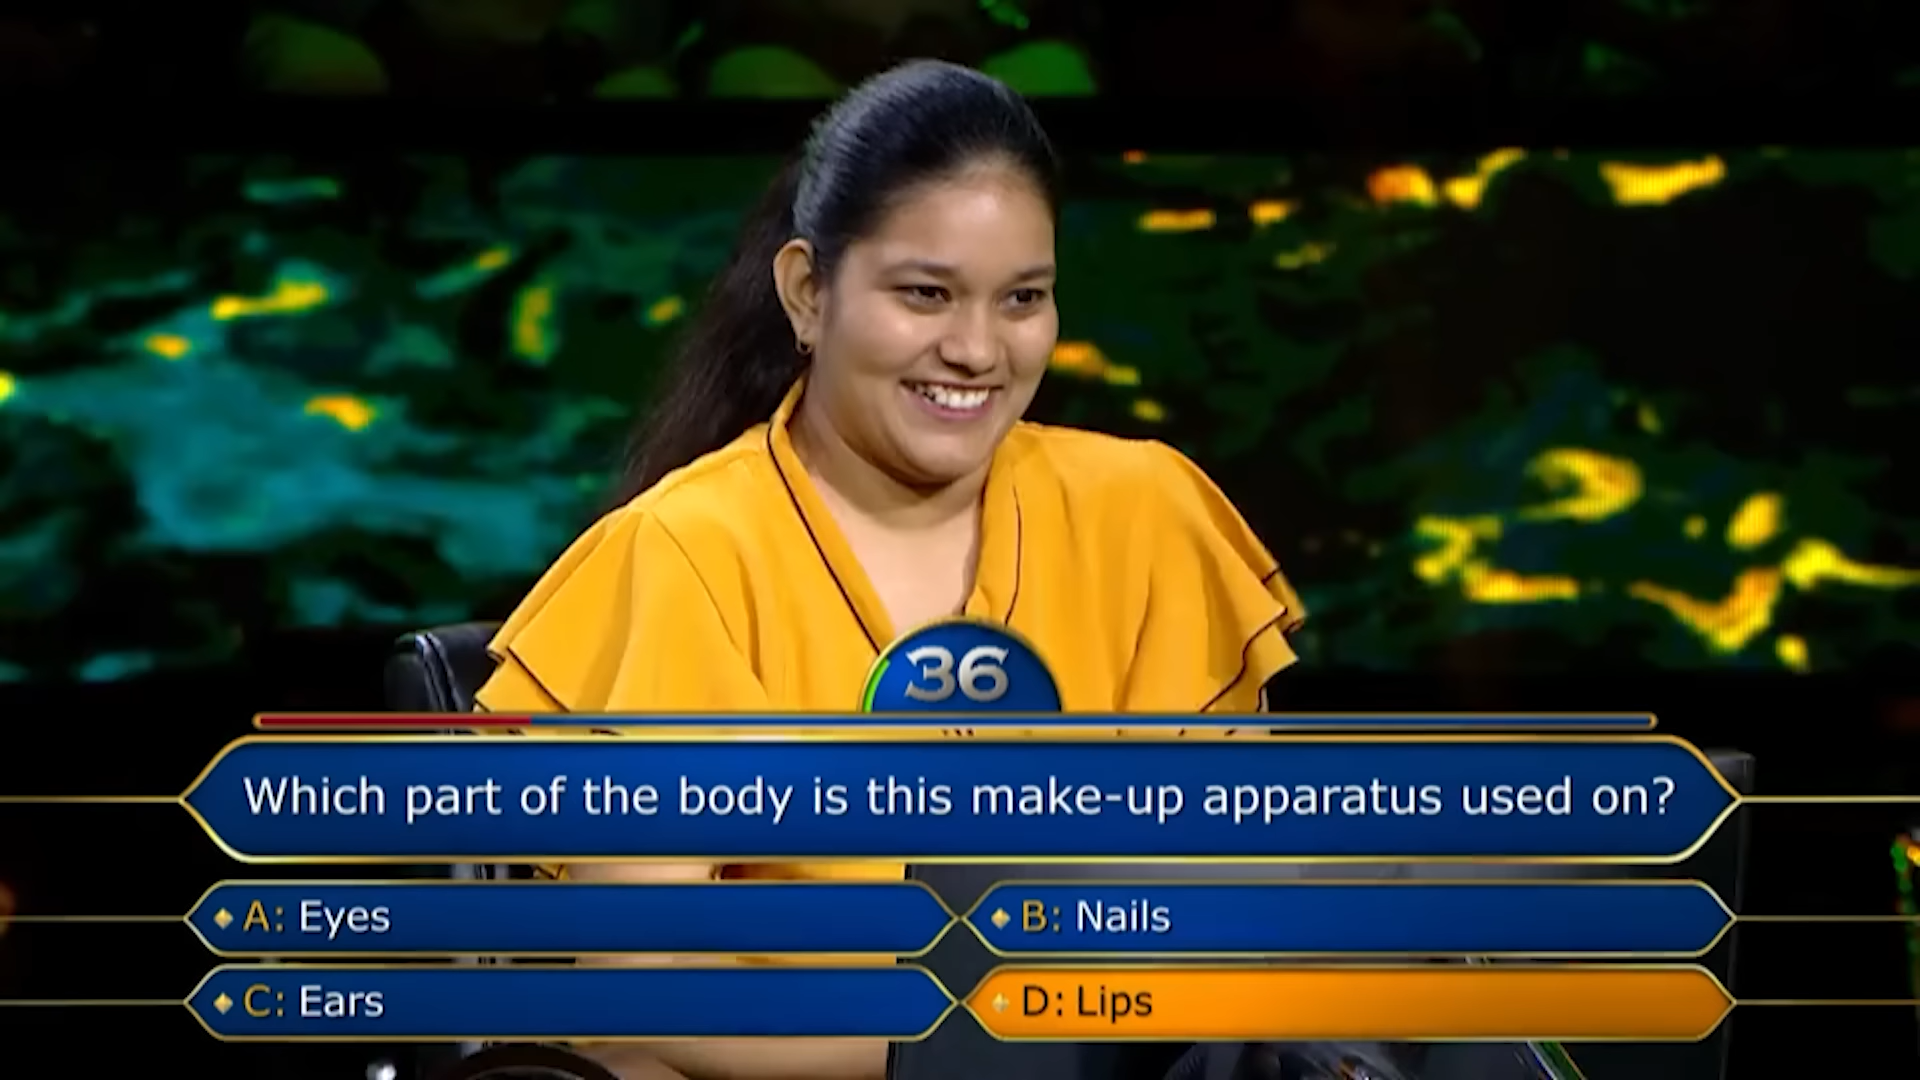 36
Which part of the body is this make-up apparatus used on?
A: Eyes
B: Nails
C: Ears
D: Lips